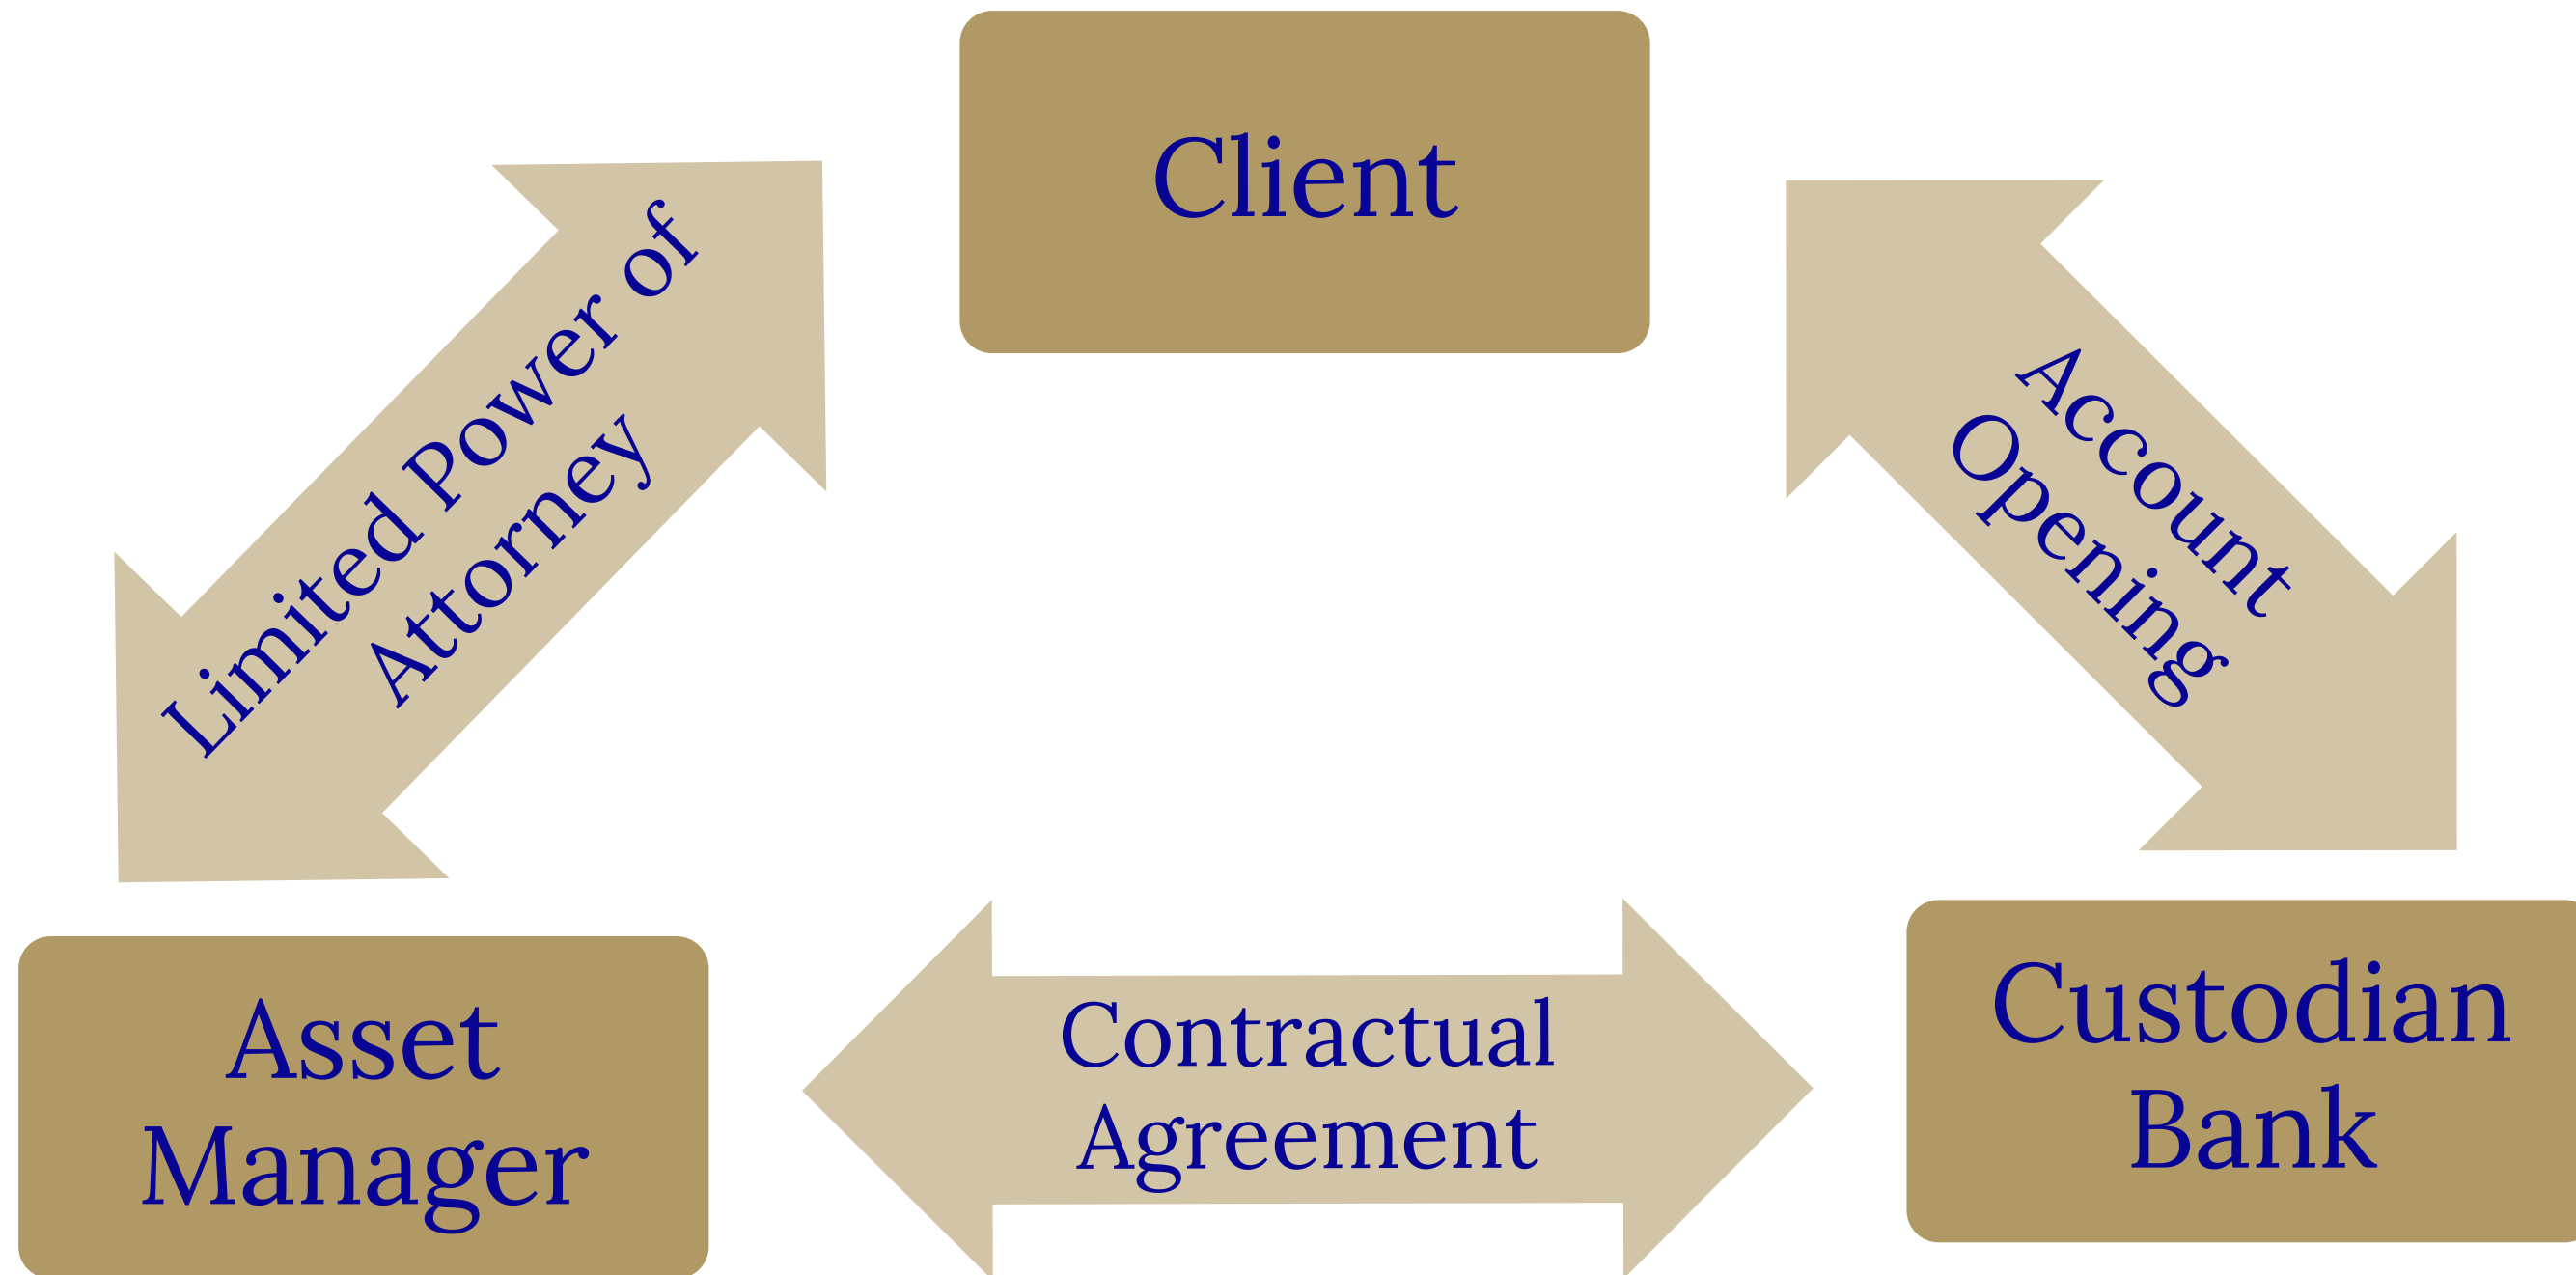 Client
Limited Power of
Attorney
Account
Opening
Asset
Manager
Contractual
Agreement
Custodian
Bank